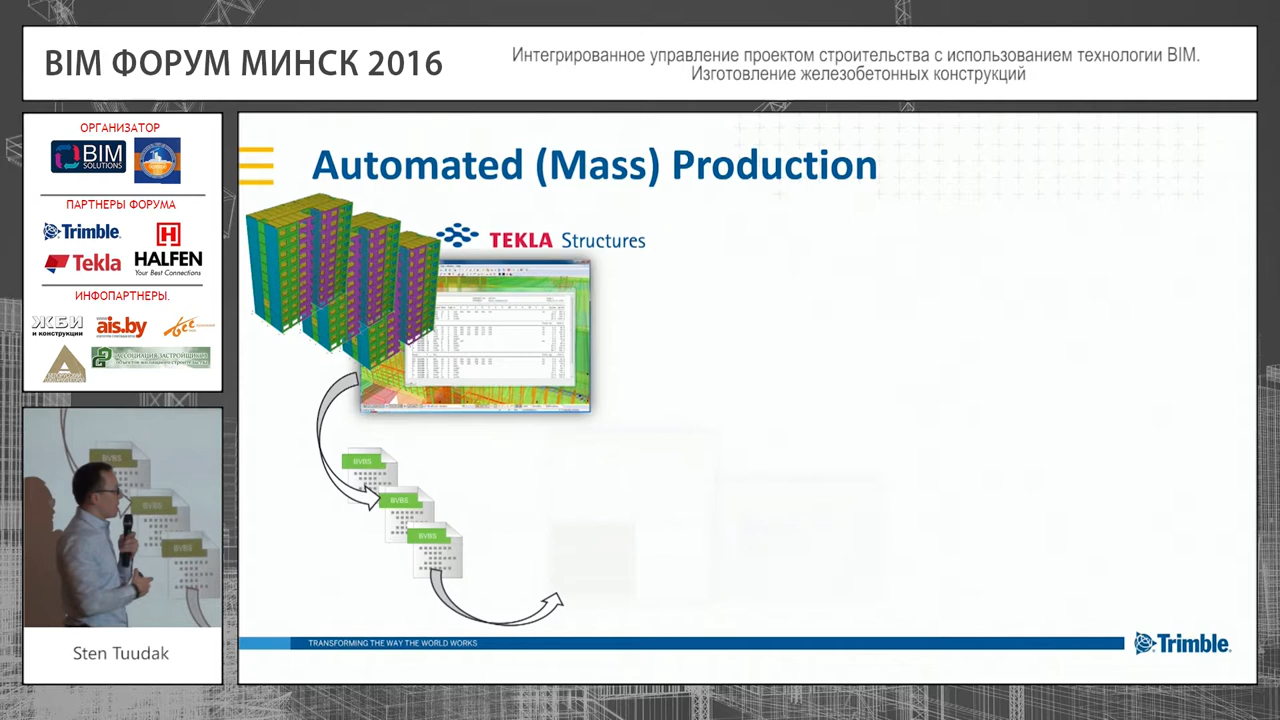 BIM ФОРУМ МИНСК 2016
Интегрированное управление проектом строительства с использованием технологии BIM.
Изготовление железобетонных конструкций
ОРГАНИЗАТОР
BIM
SOLUTIONS
ПАРТНЕРЫ ФОРУМА
Trimble.
HALFEN
Your Best Connections
Tekla
ИНФОПАРТНЕРЫ.
ЖБИ
и конструкции
ais.by
АССОЦИАЦИЯ ЗАСТРОЙЩИКОВ
Sten Tuudak
Automated (Mass) Production
TEKLA Structures
BVBS
BVBS
BVBS
TRANSFORMING THE WAY THE WORLD WORKS
Trimble.